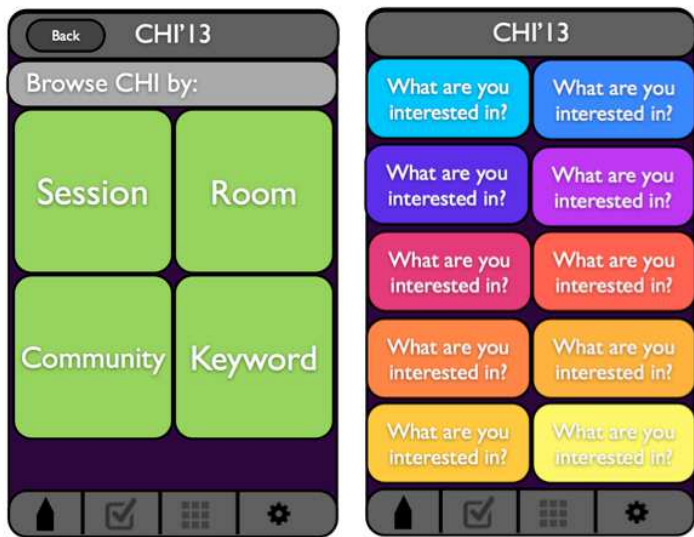 Back
CHI'13
Browse CHI by:
Session
Room
Community
Keyword
CHI'13
What are you
interested in?
What are you
interested in?
What are you
interested in?
What are you
interested in?
What are you
interested in?
What are you
interested in?
What are you
interested in?
What are you
interested in?
What are you
interested in?
What are you
interested in?